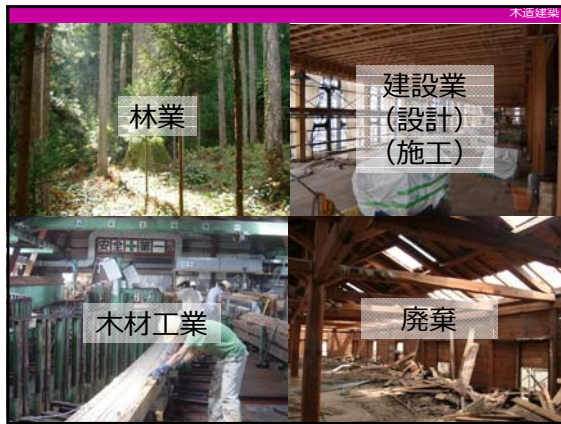 木造建築
林業
建設業
（設計）
（施工）
安全十第一
木材工業
廃棄